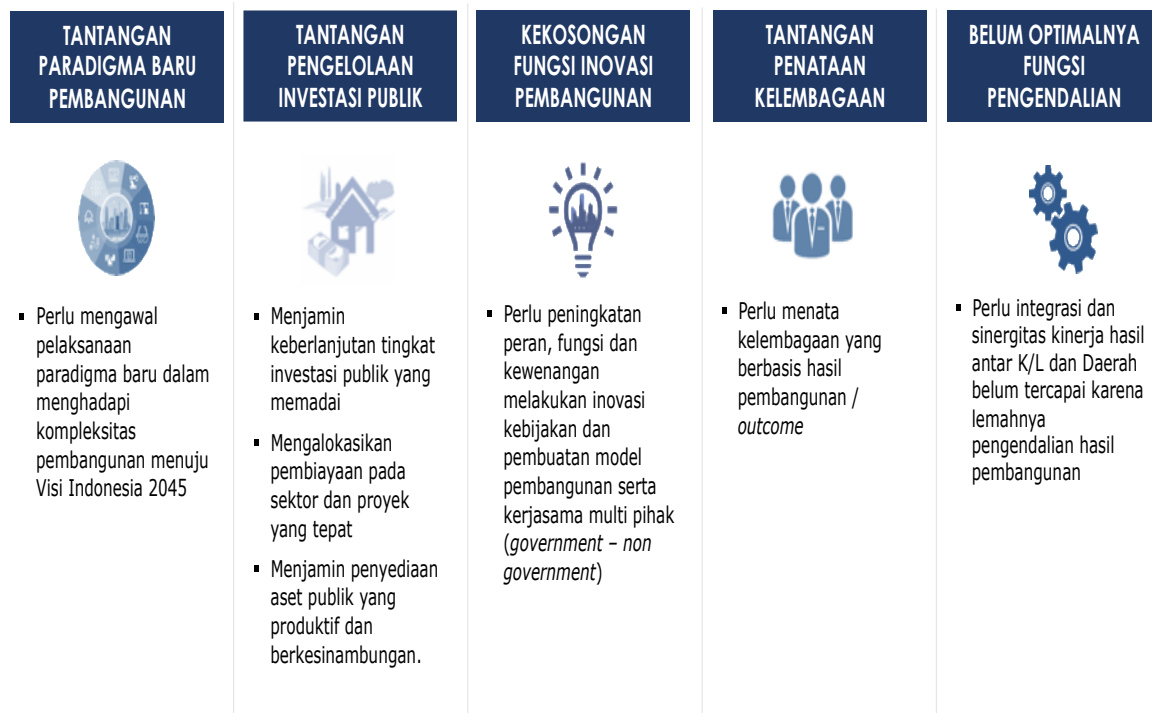 TANTANGAN
PARADIGMA BARU
PEMBANGUNAN
▪ Perlu mengawal
pelaksanaan
paradigma baru dalam
menghadapi
kompleksitas
pembangunan menuju
Visi Indonesia 2045
TANTANGAN
PENGELOLAAN
INVESTASI PUBLIK
▪ Menjamin
keberlanjutan tingkat
investasi publik yang
memadai
▪ Mengalokasikan
pembiayaan pada
sektor dan proyek
yang tepat
▪ Menjamin penyediaan
aset publik yang
produktif dan
berkesinambungan.
KEKOSONGAN
FUNGSI INOVASI
PEMBANGUNAN
▪ Perlu peningkatan
peran, fungsi dan
kewenangan
melakukan inovasi
kebijakan dan
pembuatan model
pembangunan serta
kerjasama multi pihak
(government – non
government)
TANTANGAN
PENATAAN
KELEMBAGAAN
▪ Perlu menata
kelembagaan yang
berbasis hasil
pembangunan /
outcome
BELUM OPTIMALNYA
FUNGSI
PENGENDALIAN
▪ Perlu integrasi dan
sinergitas kinerja hasil
antar K/L dan Daerah
belum tercapai karena
lemahnya
pengendalian hasil
pembangunan